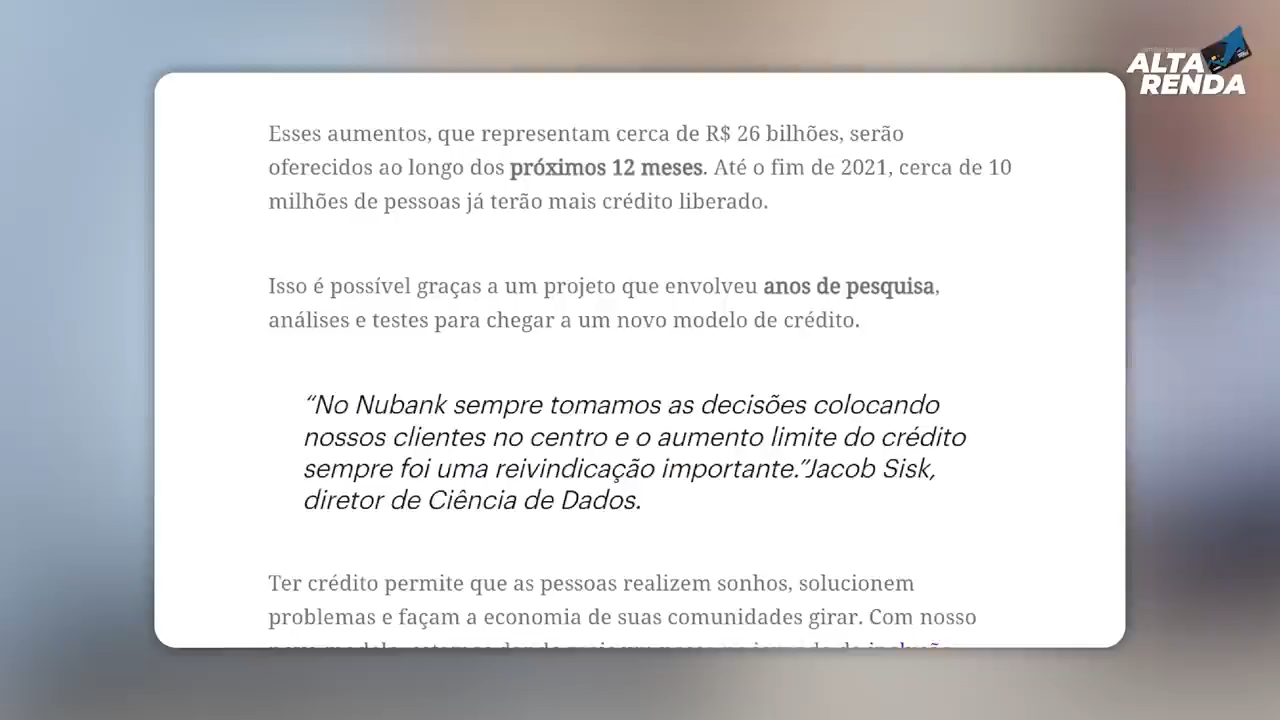 ALTA
RENDA
Esses aumentos, que representam cerca de R$ 26 bilhões, serão
oferecidos ao longo dos próximos 12 meses. Até o fim de 2021, cerca de 10
milhões de pessoas já terão mais crédito liberado.
Isso é possível graças a um projeto que envolveu anos de pesquisa,
análises e testes para chegar a um novo modelo de crédito.
“No Nubank sempre tomamos as decisões colocando
nossos clientes no centro e o aumento limite do crédito
sempre foi uma reivindicação importante.”Jacob Sisk,
diretor de Ciência de Dados.
Ter crédito permite que as pessoas realizem sonhos, solucionem
problemas e façam a economia de suas comunidades girar. Com nosso